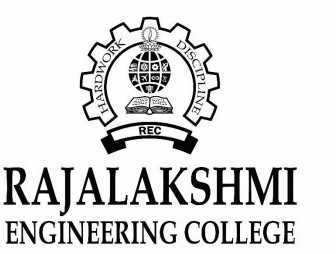 HARDWORK DISCIPLINE
REC
RAJALAKSHMI
ENGINEERING COLLEGE